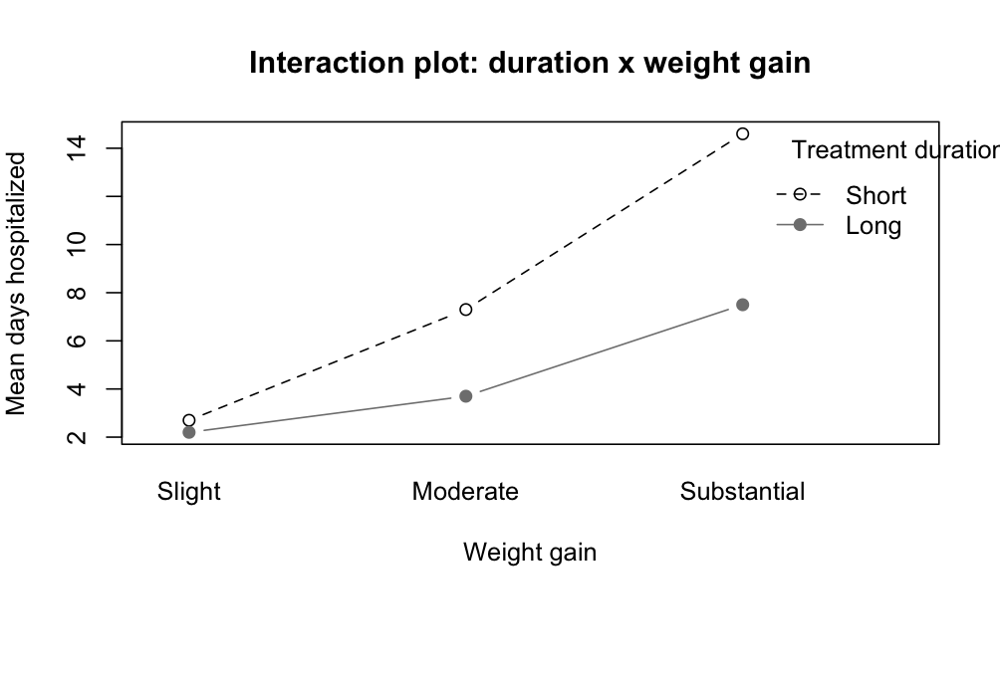 Interaction plot: duration x weight gain
Mean days hospitalized
14
10
8
6
4
2
Treatment duration
Short
Long
Slight Moderate Substantial
Weight gain